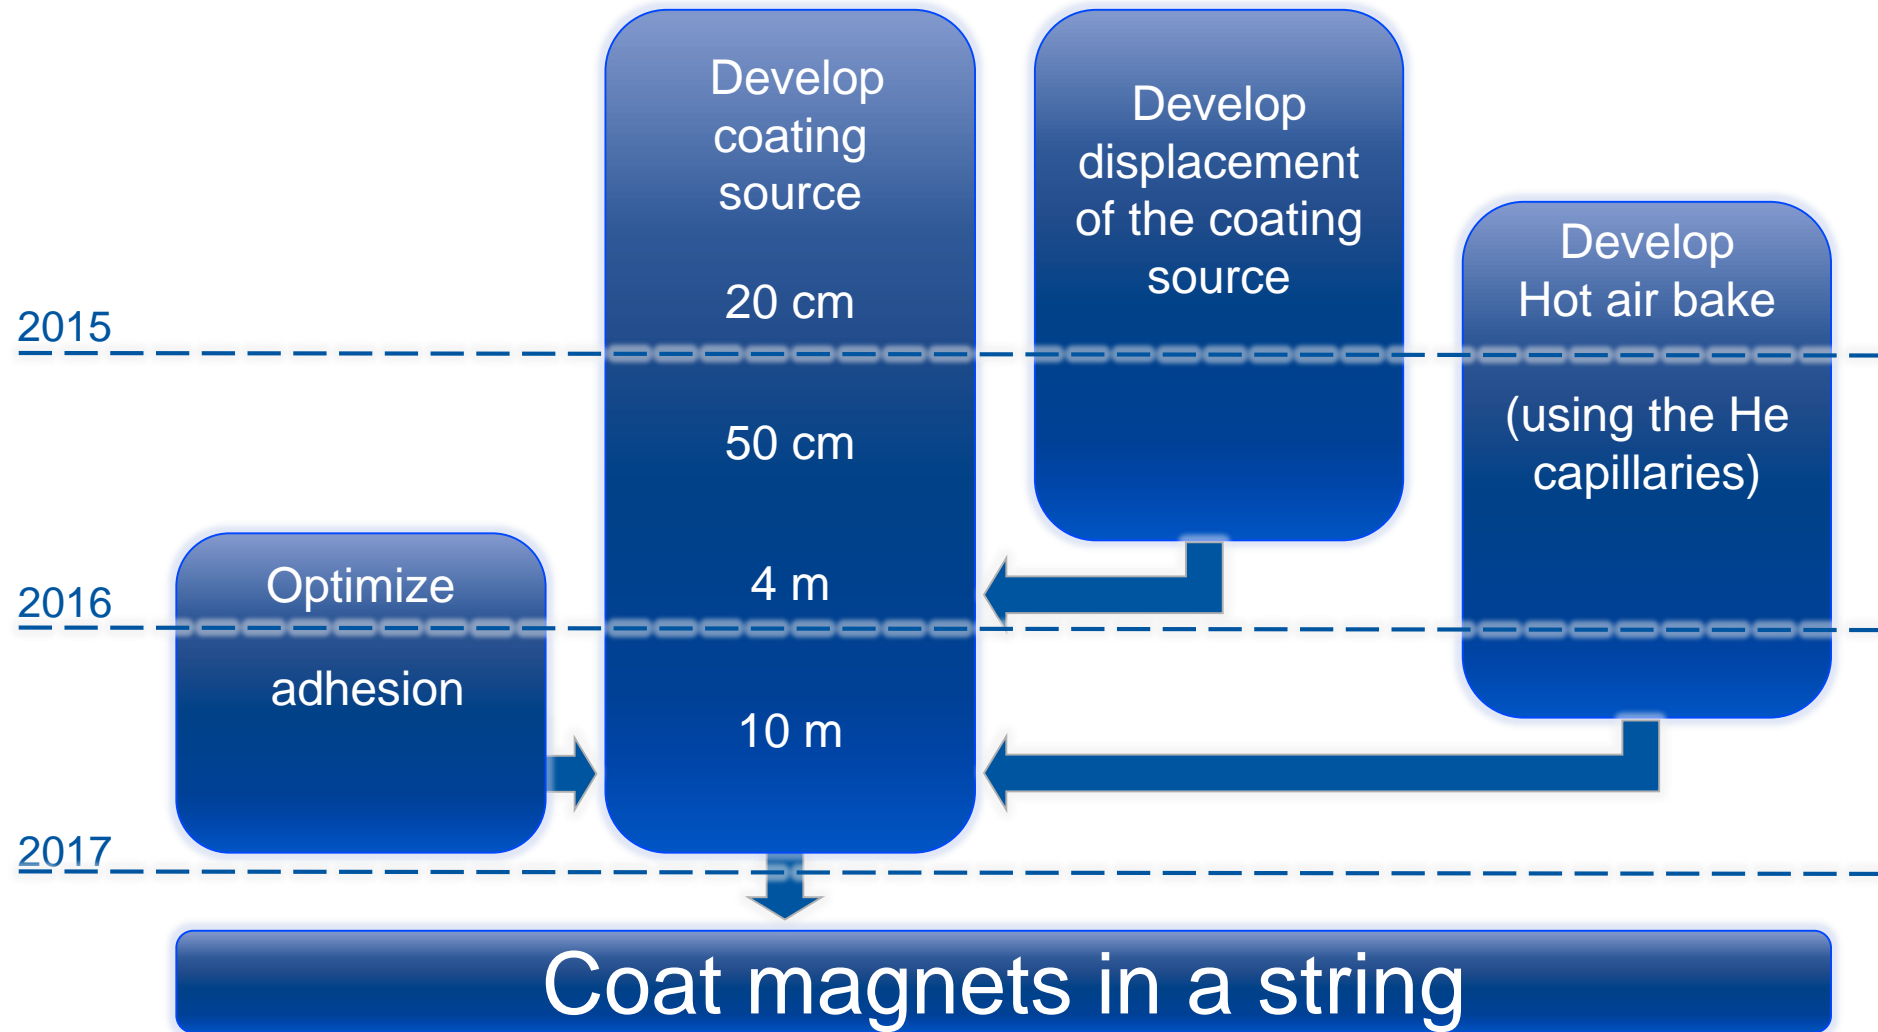 Develop
coating
source
20 cm
50 cm
4 m
10 m
Develop
displacement
of the coating
source
Develop
Hot air bake
(using the He
capillaries)
Optimize
adhesion
2015
2016
2017
Coat magnets in a string